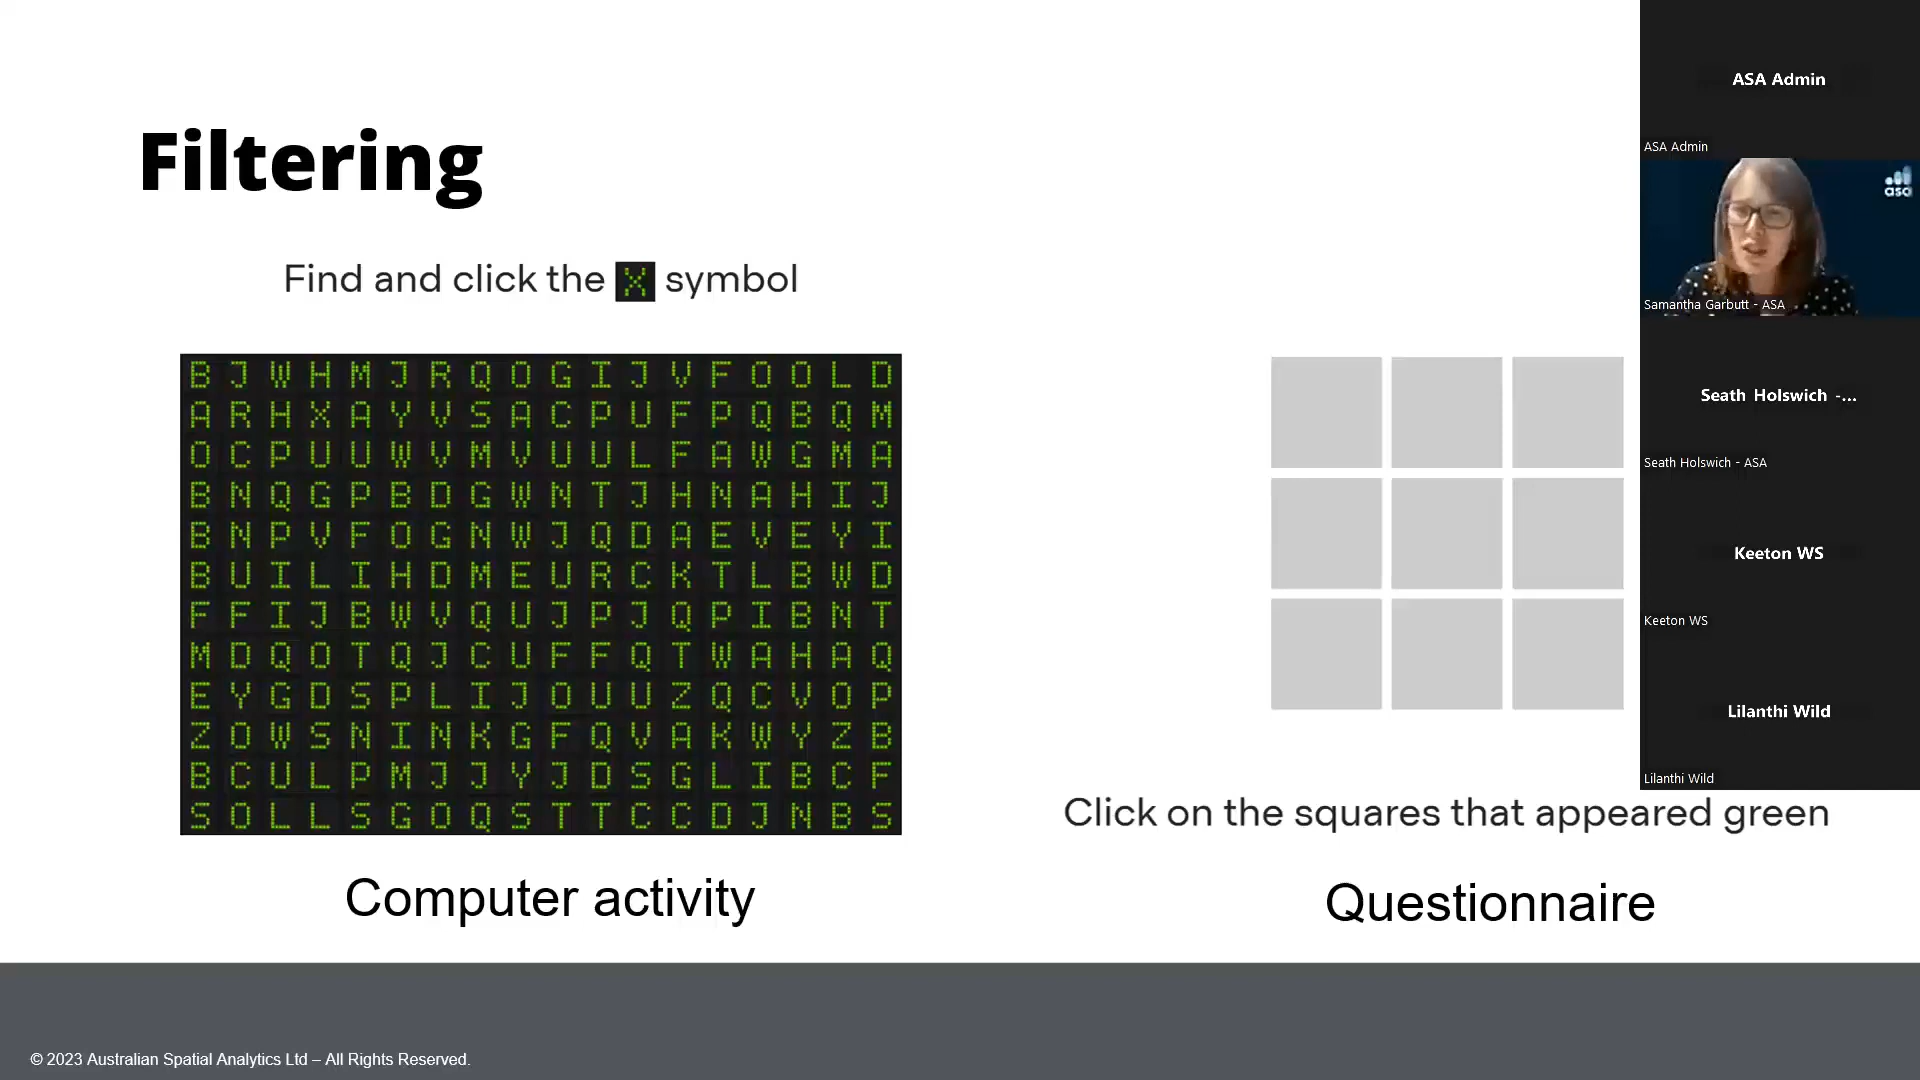 Filtering
Find and click the X symbol
B J W H M J R Q O G I J V F O O L D
A R H X A Y V S A C P U F P Q B Q M
O C P U U W V M V U U L F A W G M A
B N Q G P B D G W N T J H N A H I J
B N P V F O G N W J Q D A E V E Y I
B U I L I H D M E U R C K T L B W D
F F I J B W V Q U J P J Q P I B N T
M D Q O T Q J C U F F Q T W A H A Q
E Y G D S P L I J O U U Z Q C V O P
Z O W S N I N K G F Q V A K W Y Z B
B C U L P M J J Y J D S G L I B C F
S O L L S G O Q S T T C C D J N B S
Computer activity
Click on the squares that appeared green
Questionnaire
© 2023 Australian Spatial Analytics Ltd – All Rights Reserved.
ASA Admin
ASA Admin
asa
Samantha Garbutt - ASA
Seath Holswich -...
Seath Holswich - ASA
Keeton WS
Keeton WS
Lilanthi Wild
Lilanthi Wild